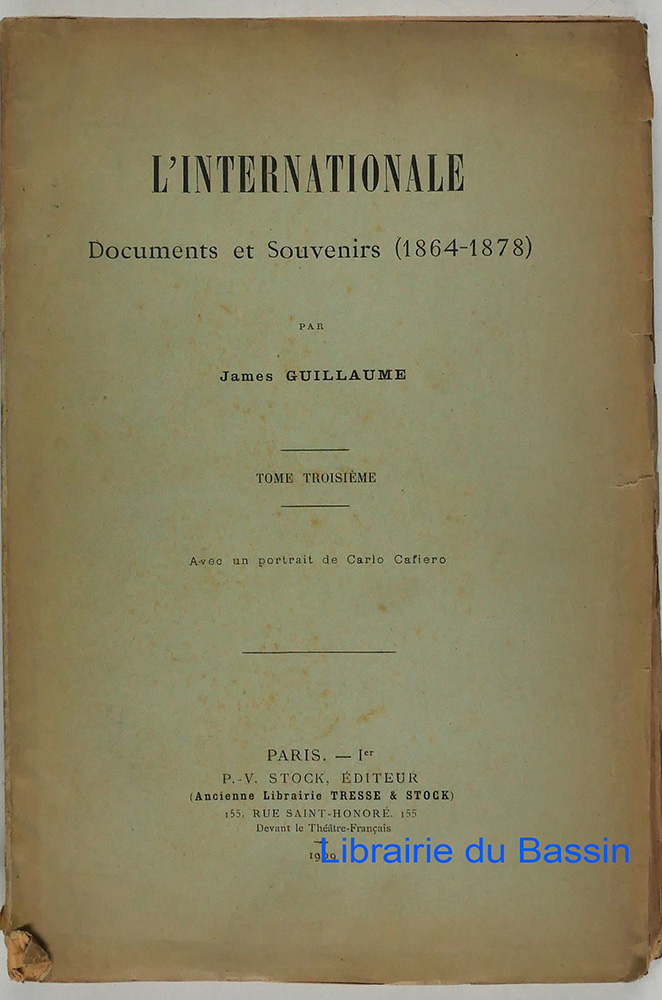 L'INTERNATIONALE
Documents et Souvenirs (1864-1878)
PAR
James GUILLAUME
TOME TROISIÈME
Avec un portrait de Carlo Cafiero
PARIS. — Iᵉʳ
P.-V. STOCK, ÉDITEUR
(Ancienne Librairie TRESSE & STOCK)
155, RUE SAINT-HONORÉ, 155
Devant le Théâtre-Français
1909
Librairie du Bassin